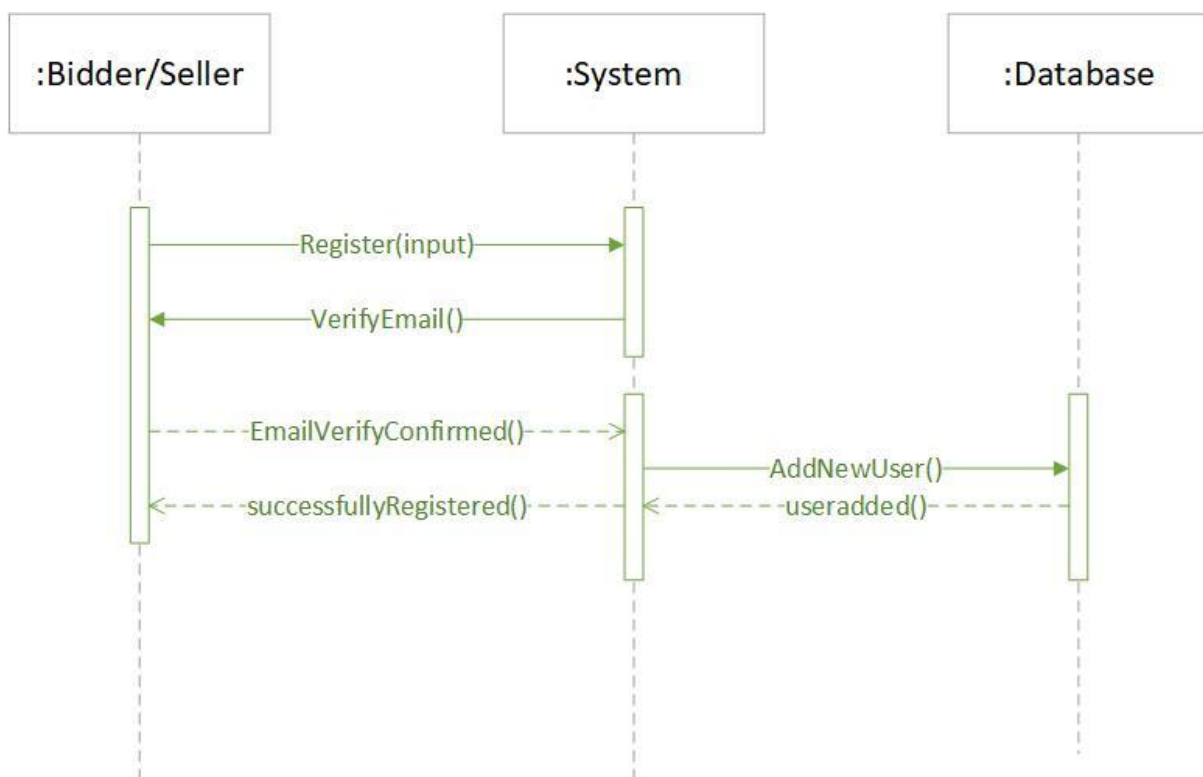 :Bidder/Seller
:System
:Database
Register(input)
VerifyEmail()
EmailVerifyConfirmed()
AddNewUser()
successfullyRegistered()
useradded()